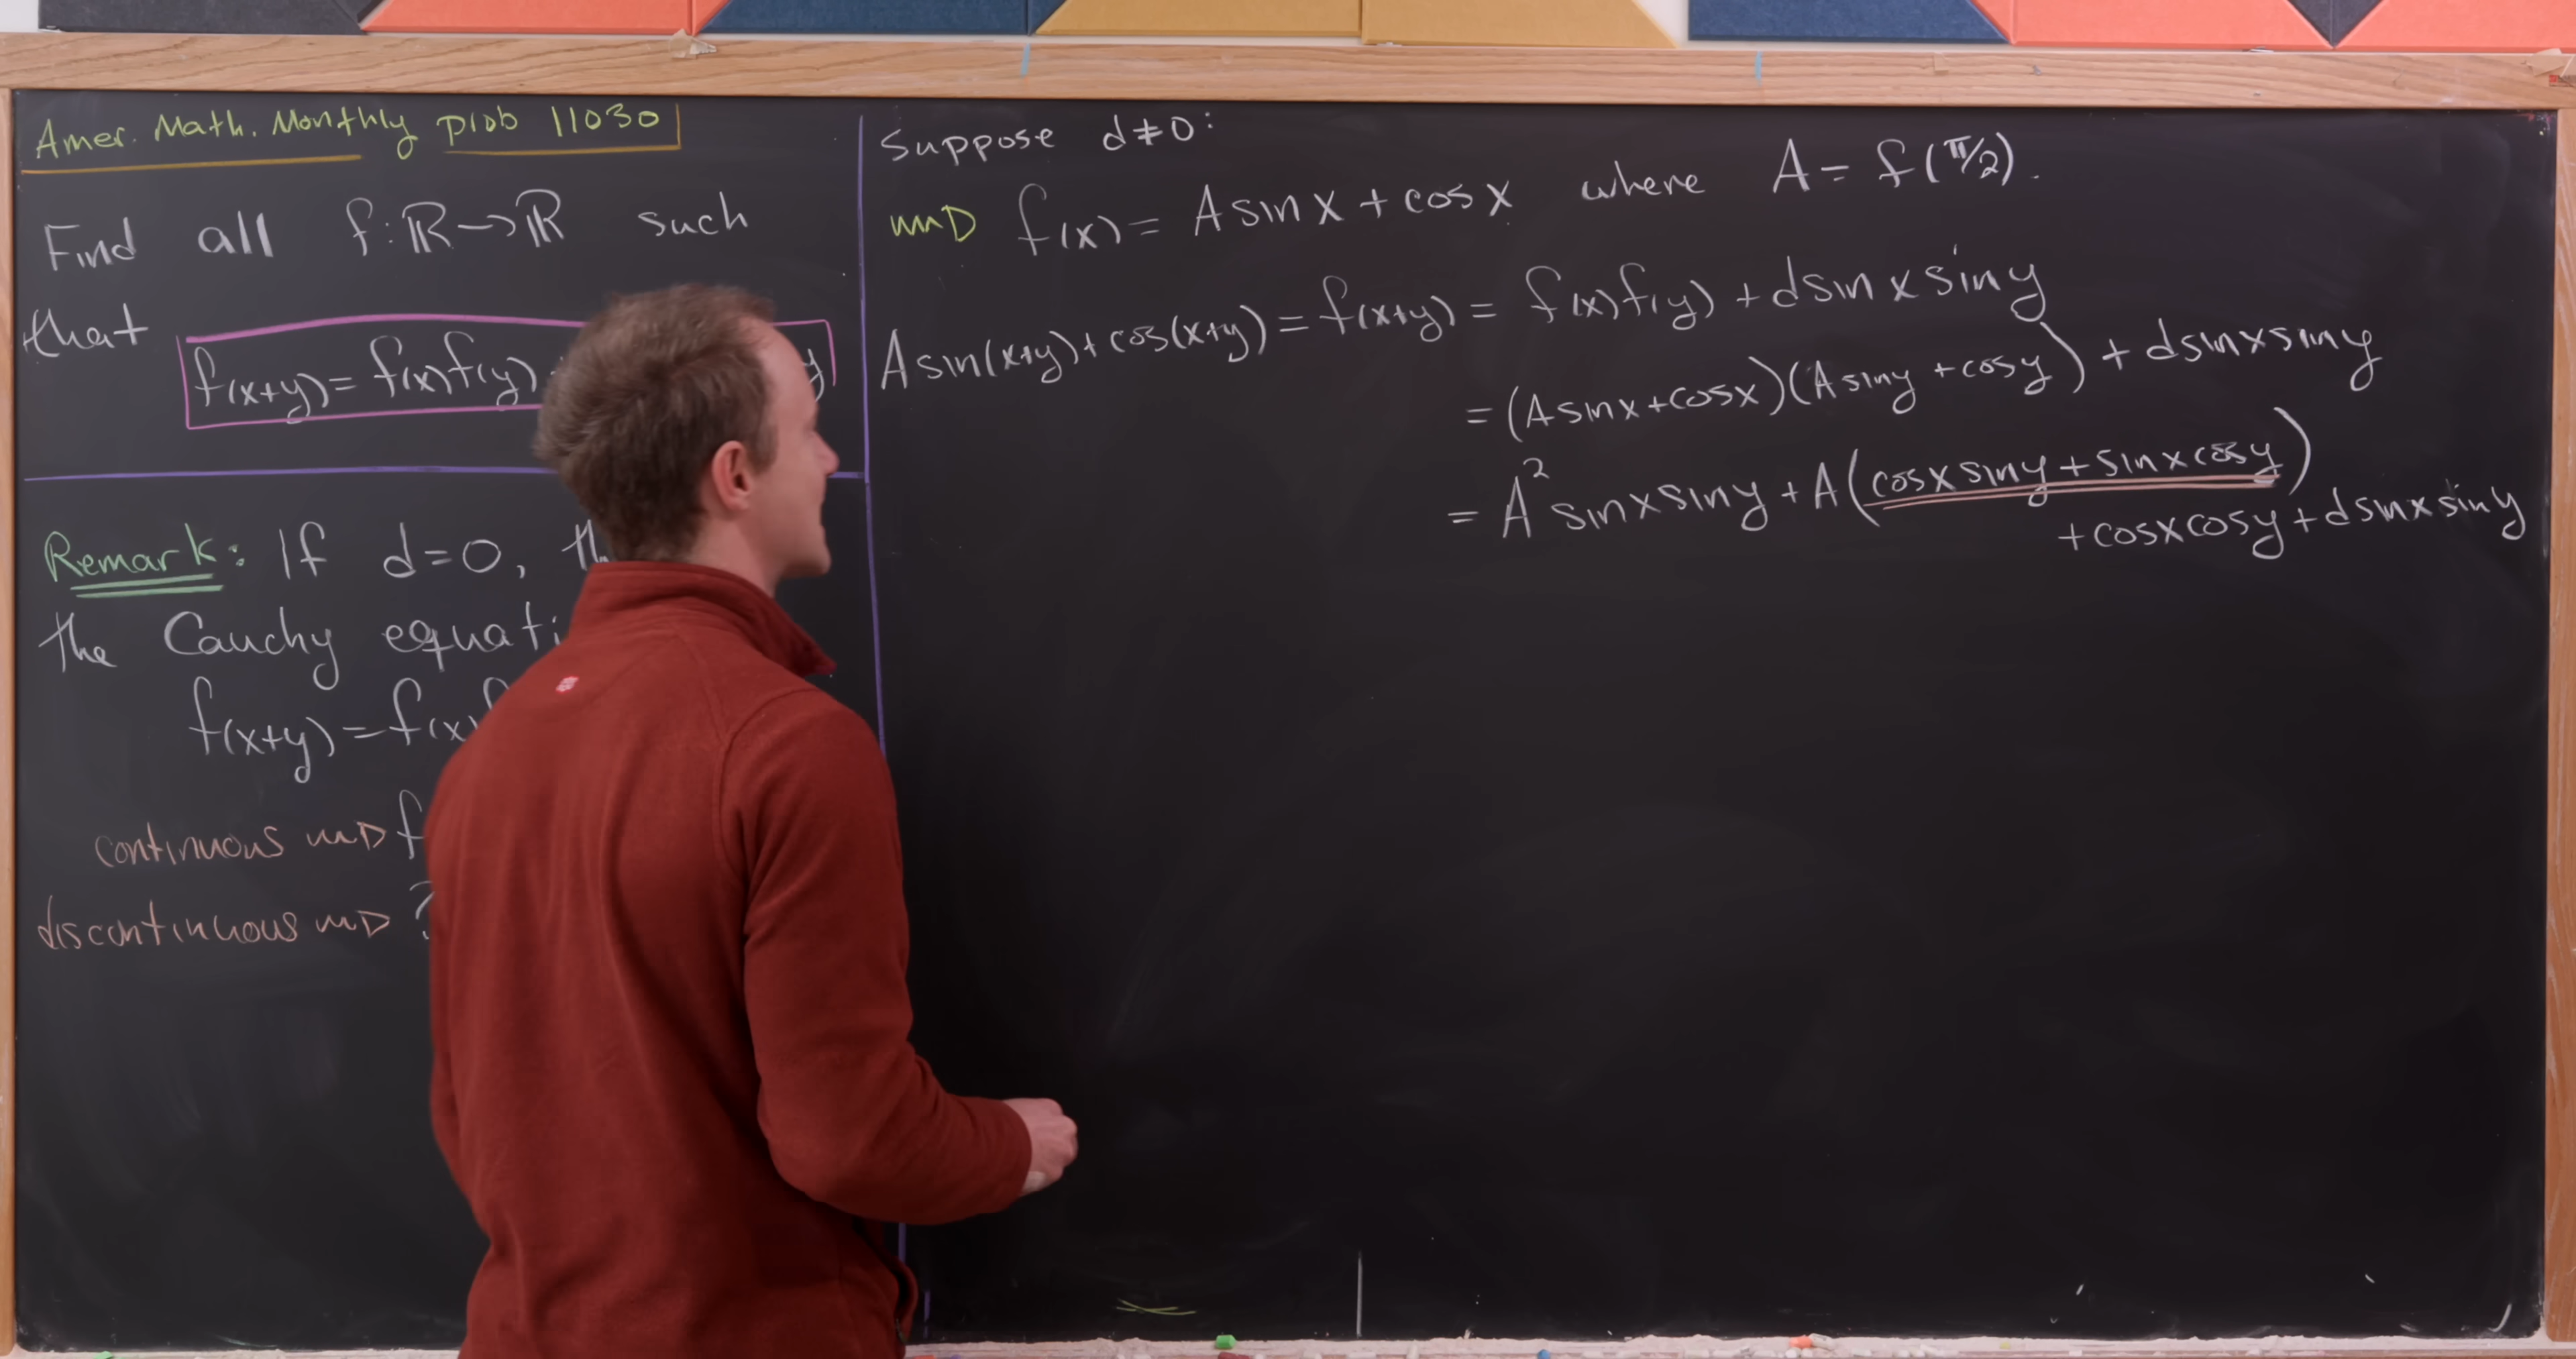 Amer. Math. Monthly prob 11030
Find all f:ℝ→ℝ such
that f(x+y)=f(x)f(y)
Remark: If d=0,
the Cauchy
f(x+y)=f(x)
continuous ⇝ f
discontinuous ⇝ ?
Suppose d≠0:
⇝ f(x)= A sin x + cos x where A = f(π/2).
A sin(x+y)+cos(x+y)=f(x+y)= f(x)f(y)+d sin x sin y
=(A sin x+cos x)(A sin y+cos y)+d sin x sin y
=A² sin x sin y+A(cos x sin y+sin x cos y)
+cos x cos y+d sin x sin y